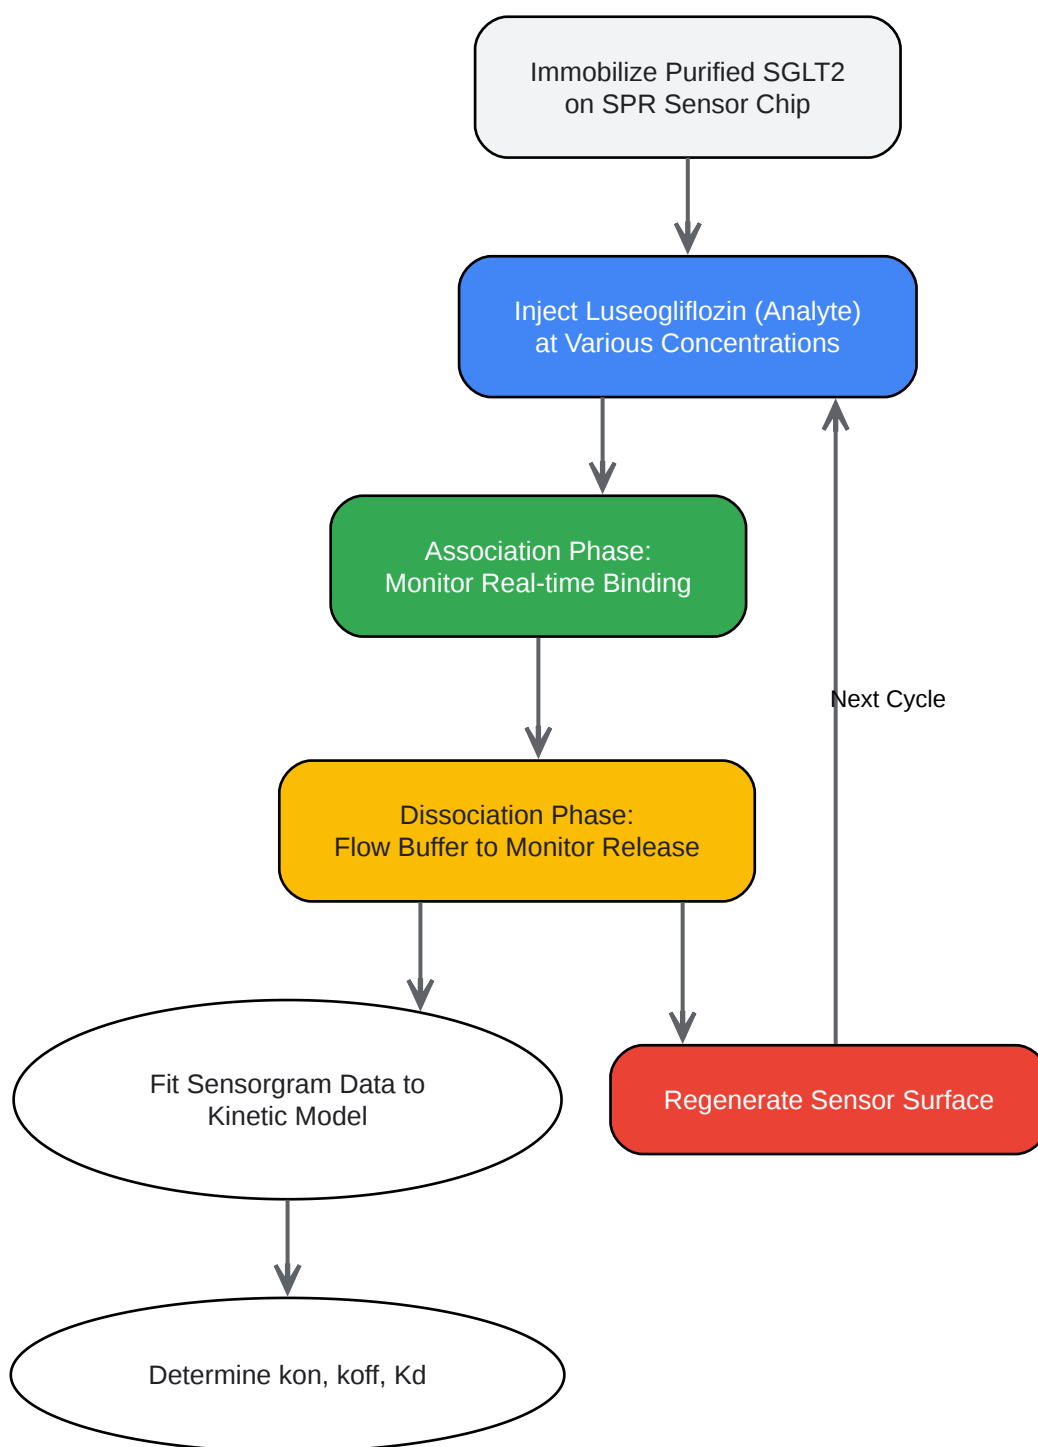 Immobilize Purified SGLT2
on SPR Sensor Chip
Inject Luseogliflozin (Analyte)
at Various Concentrations
Association Phase:
Monitor Real-time Binding
Next Cycle
Dissociation Phase:
Flow Buffer to Monitor Release
Fit Sensorgram Data to
Kinetic Model
Regenerate Sensor Surface
Determine kon, koff, Kd